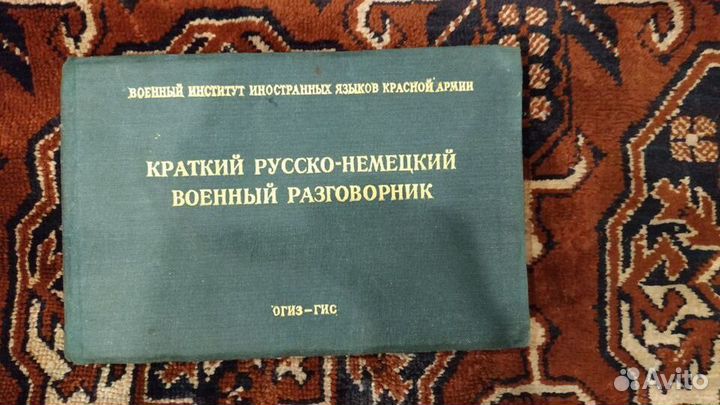 ВОЕННЫЙ ИНСТИТУТ ИНОСТРАННЫХ ЯЗЫКОВ КРАСНОЙ АРМИИ
КРАТКИЙ РУССКО-НЕМЕЦКИЙ
ВОЕННЫЙ РАЗГОВОРНИК
ОГИЗ—ГИС
Avito